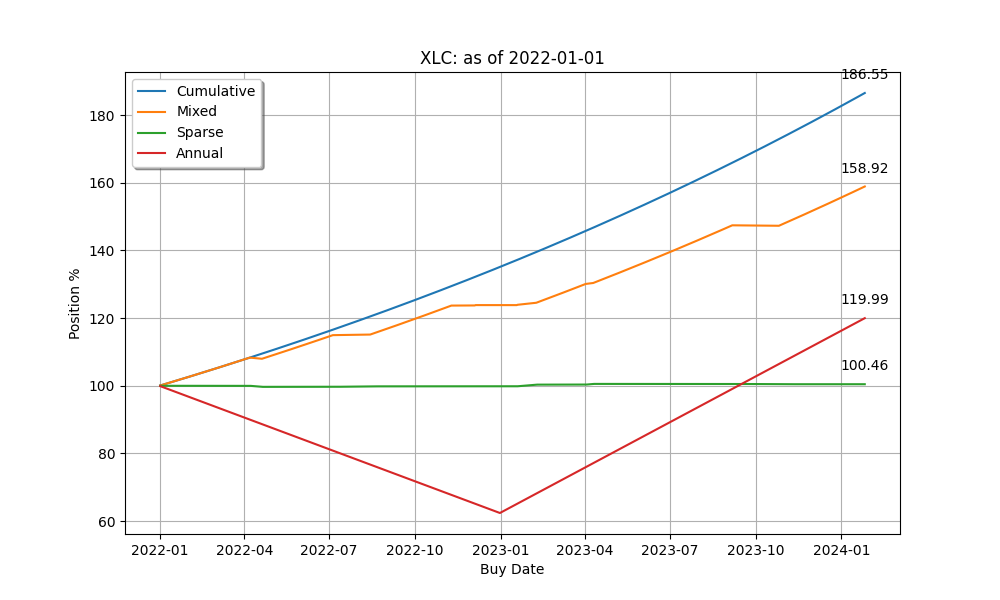 XLC: as of 2022-01-01
Cumulative
Mixed
Sparse
Annual
186.55
158.92
119.99
100.46
180
160
140
120
100
80
60
Position %
2022-01 2022-04 2022-07 2022-10 2023-01 2023-04 2023-07 2023-10 2024-01
Buy Date